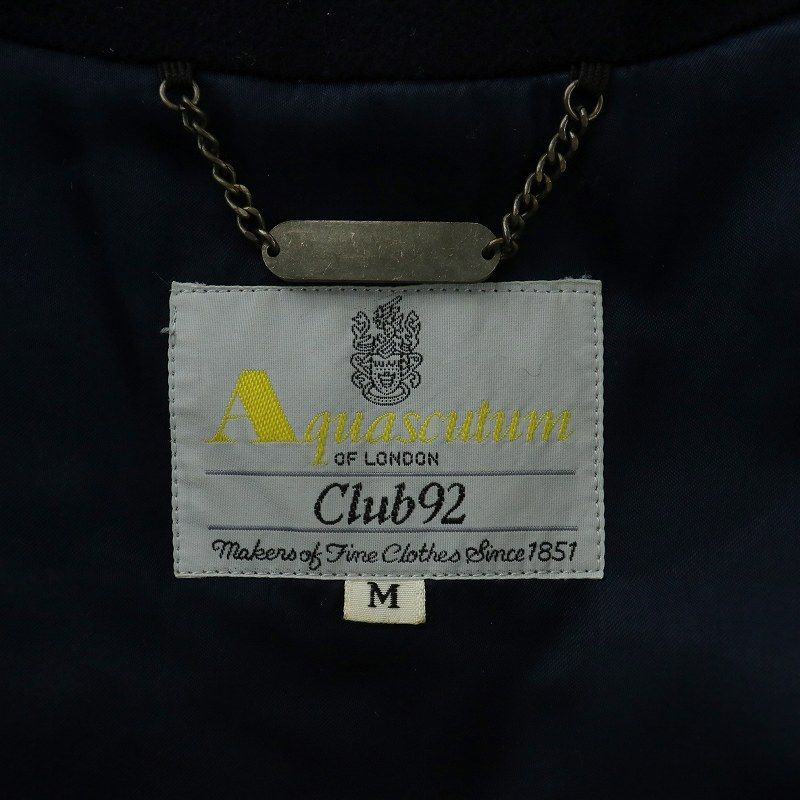 Aquascutum
OF LONDON
Club92
Makers of Fine Clothes Since 1851
M